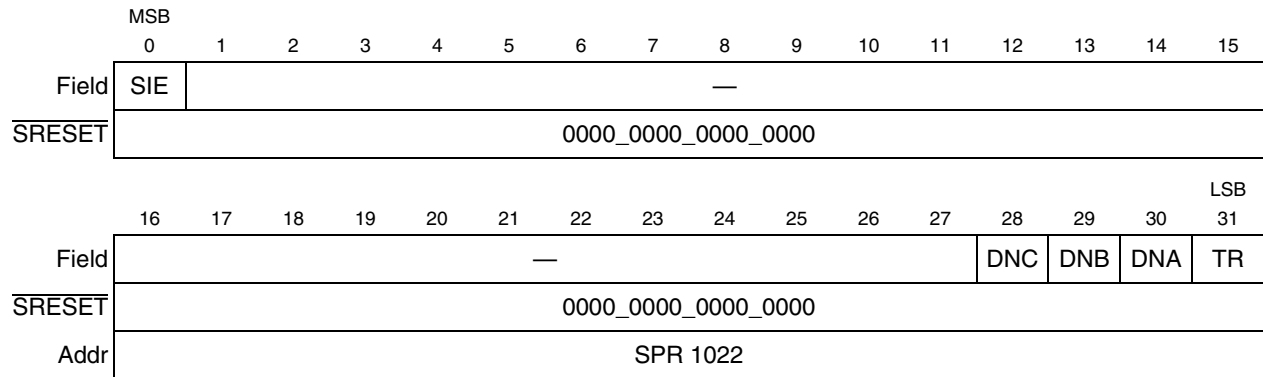 MSB
0 1 2 3 4 5 6 7 8 9 10 11 12 13 14 15
Field SIE —
SRESET 0000_0000_0000_0000
LSB
16 17 18 19 20 21 22 23 24 25 26 27 28 29 30 31
Field — DNC DNB DNA TR
SRESET 0000_0000_0000_0000
Addr SPR 1022